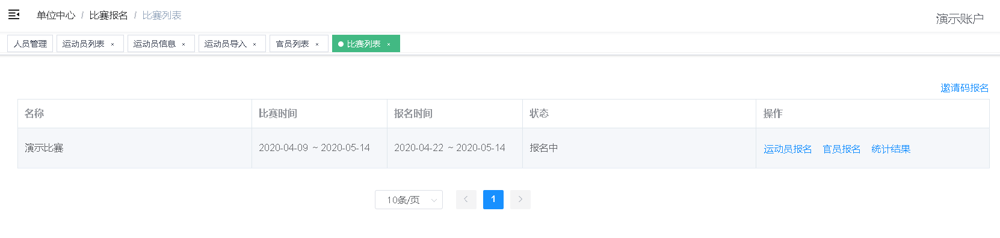 单位中心 / 比赛报名 / 比赛列表
演示账户
人员管理 运动员列表 × 运动员信息 × 运动员导入 × 官员列表 × 比赛列表 ×
邀请码报名
名称 比赛时间 报名时间 状态 操作
演示比赛 2020-04-09 ~ 2020-05-14 2020-04-22 ~ 2020-05-14 报名中 运动员报名 官员报名 统计结果
10条/页 1